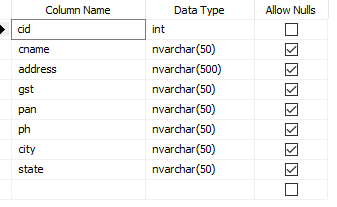 Column Name Data Type Allow Nulls
cid int
cname nvarchar(50)
address nvarchar(500)
gst nvarchar(50)
pan nvarchar(50)
ph nvarchar(50)
city nvarchar(50)
state nvarchar(50)